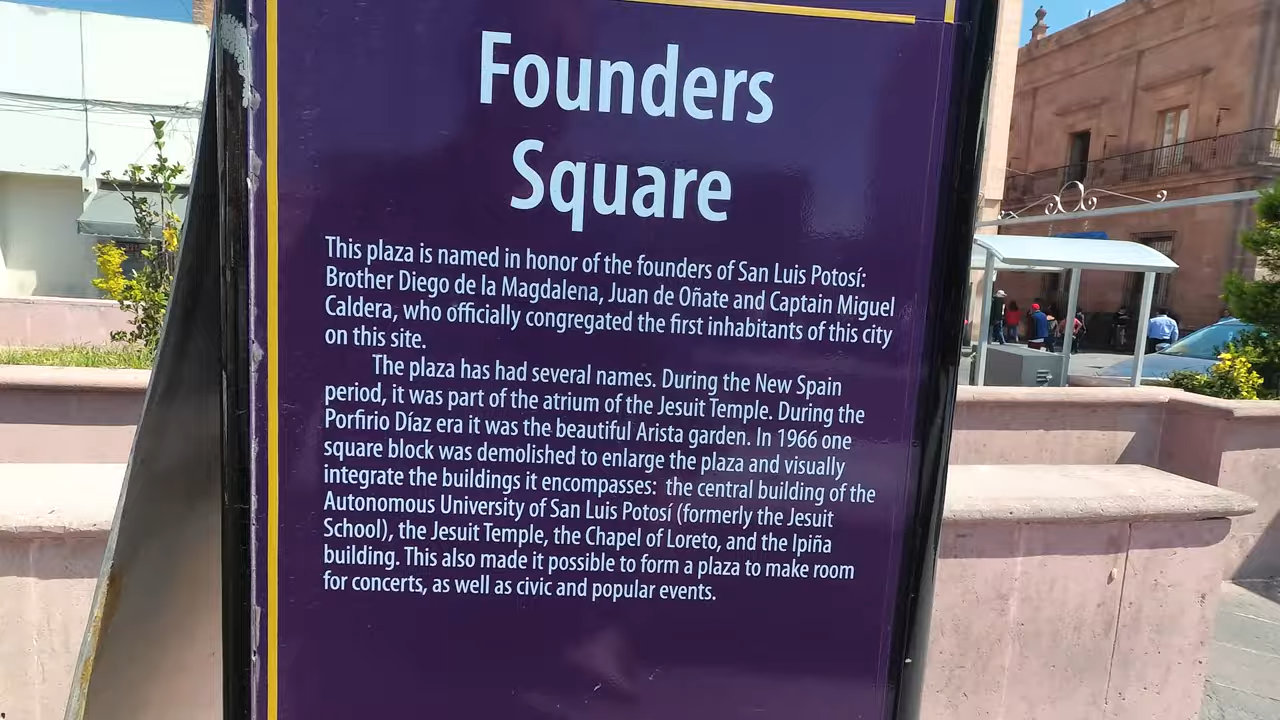 Founders
Square
This plaza is named in honor of the founders of San Luis Potosí:
Brother Diego de la Magdalena, Juan de Oñate and Captain Miguel
Caldera, who officially congregated the first inhabitants of this city
on this site.
The plaza has had several names. During the New Spain
period, it was part of the atrium of the Jesuit Temple. During the
Porfirio Díaz era it was the beautiful Arista garden. In 1966 one
square block was demolished to enlarge the plaza and visually
integrate the buildings it encompasses: the central building of the
Autonomous University of San Luis Potosí (formerly the Jesuit
School), the Jesuit Temple, the Chapel of Loreto, and the Ipiña
building. This also made it possible to form a plaza to make room
for concerts, as well as civic and popular events.